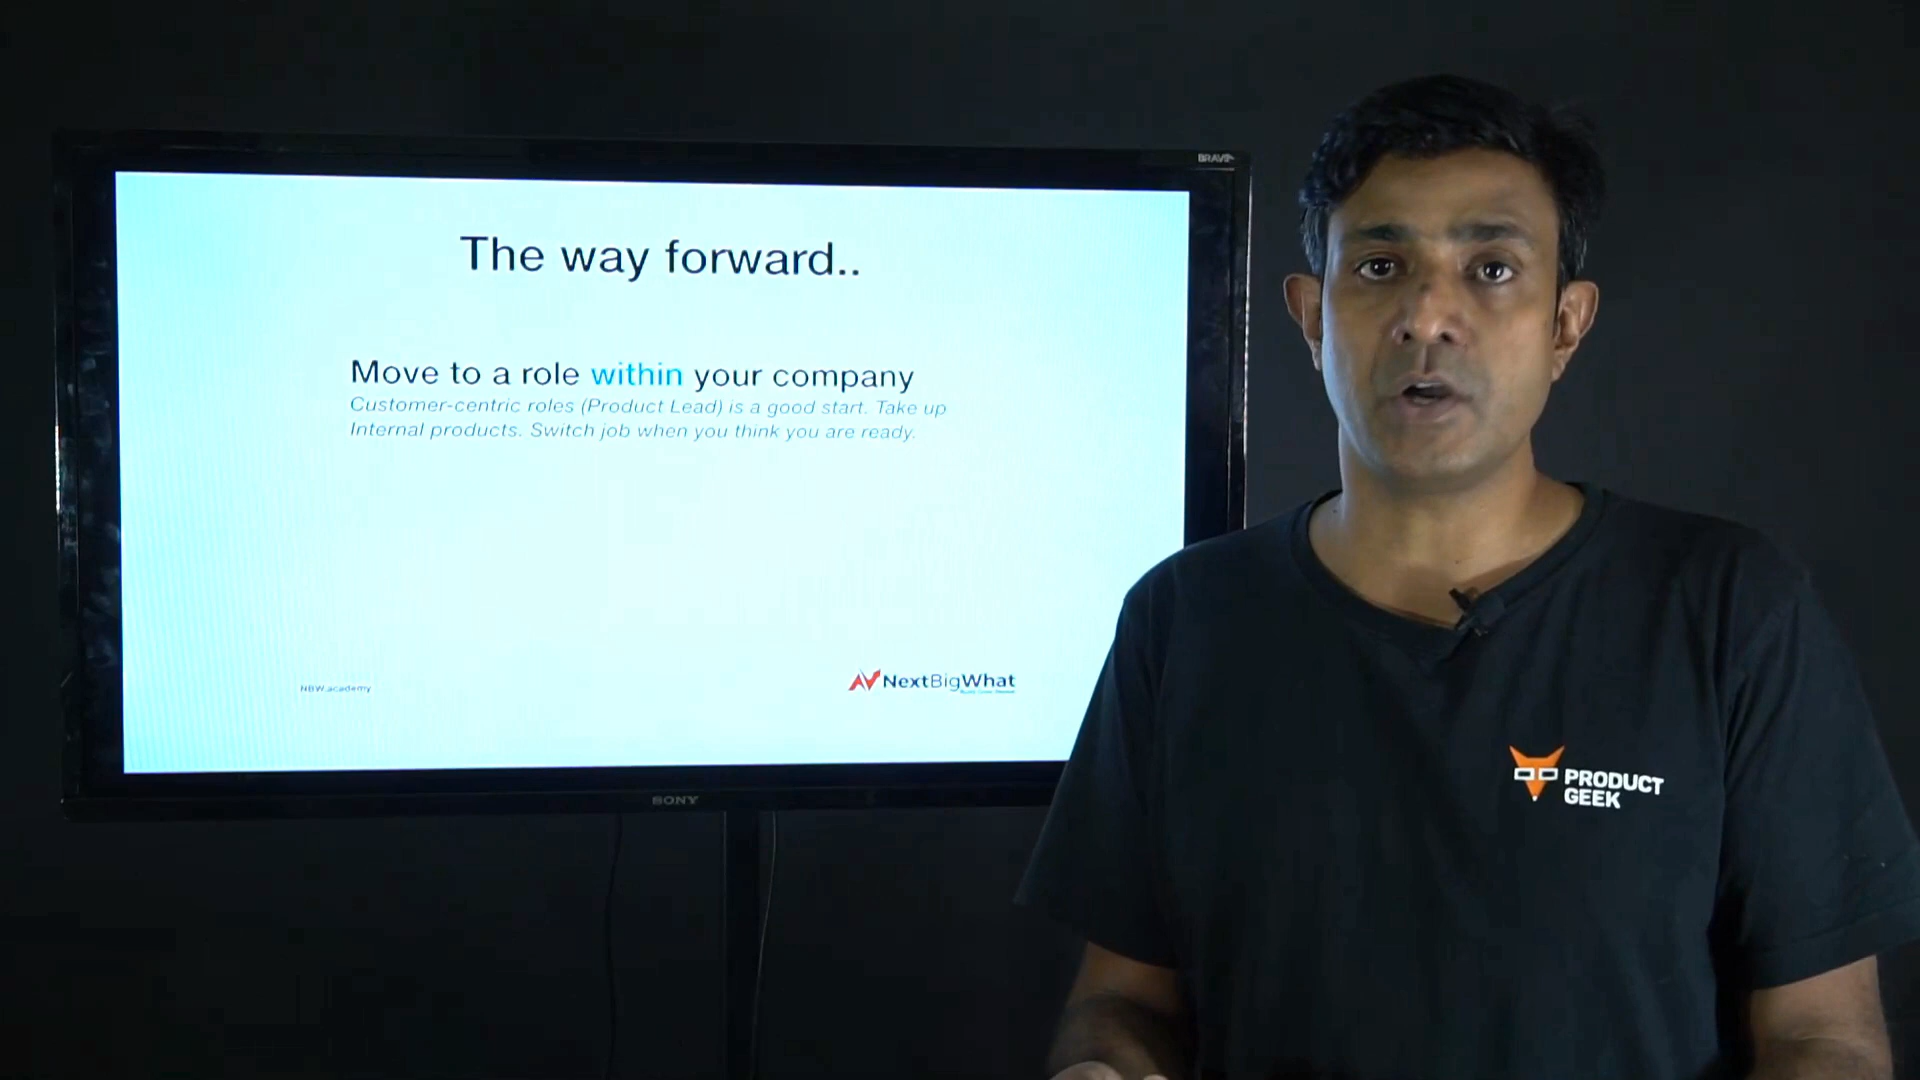 The way forward..
Move to a role within your company
Customer-centric roles (Product Lead) is a good start. Take up
Internal products. Switch job when you think you are ready.
NBW.academy
NextBigWhat
SONY
PRODUCT
GEEK